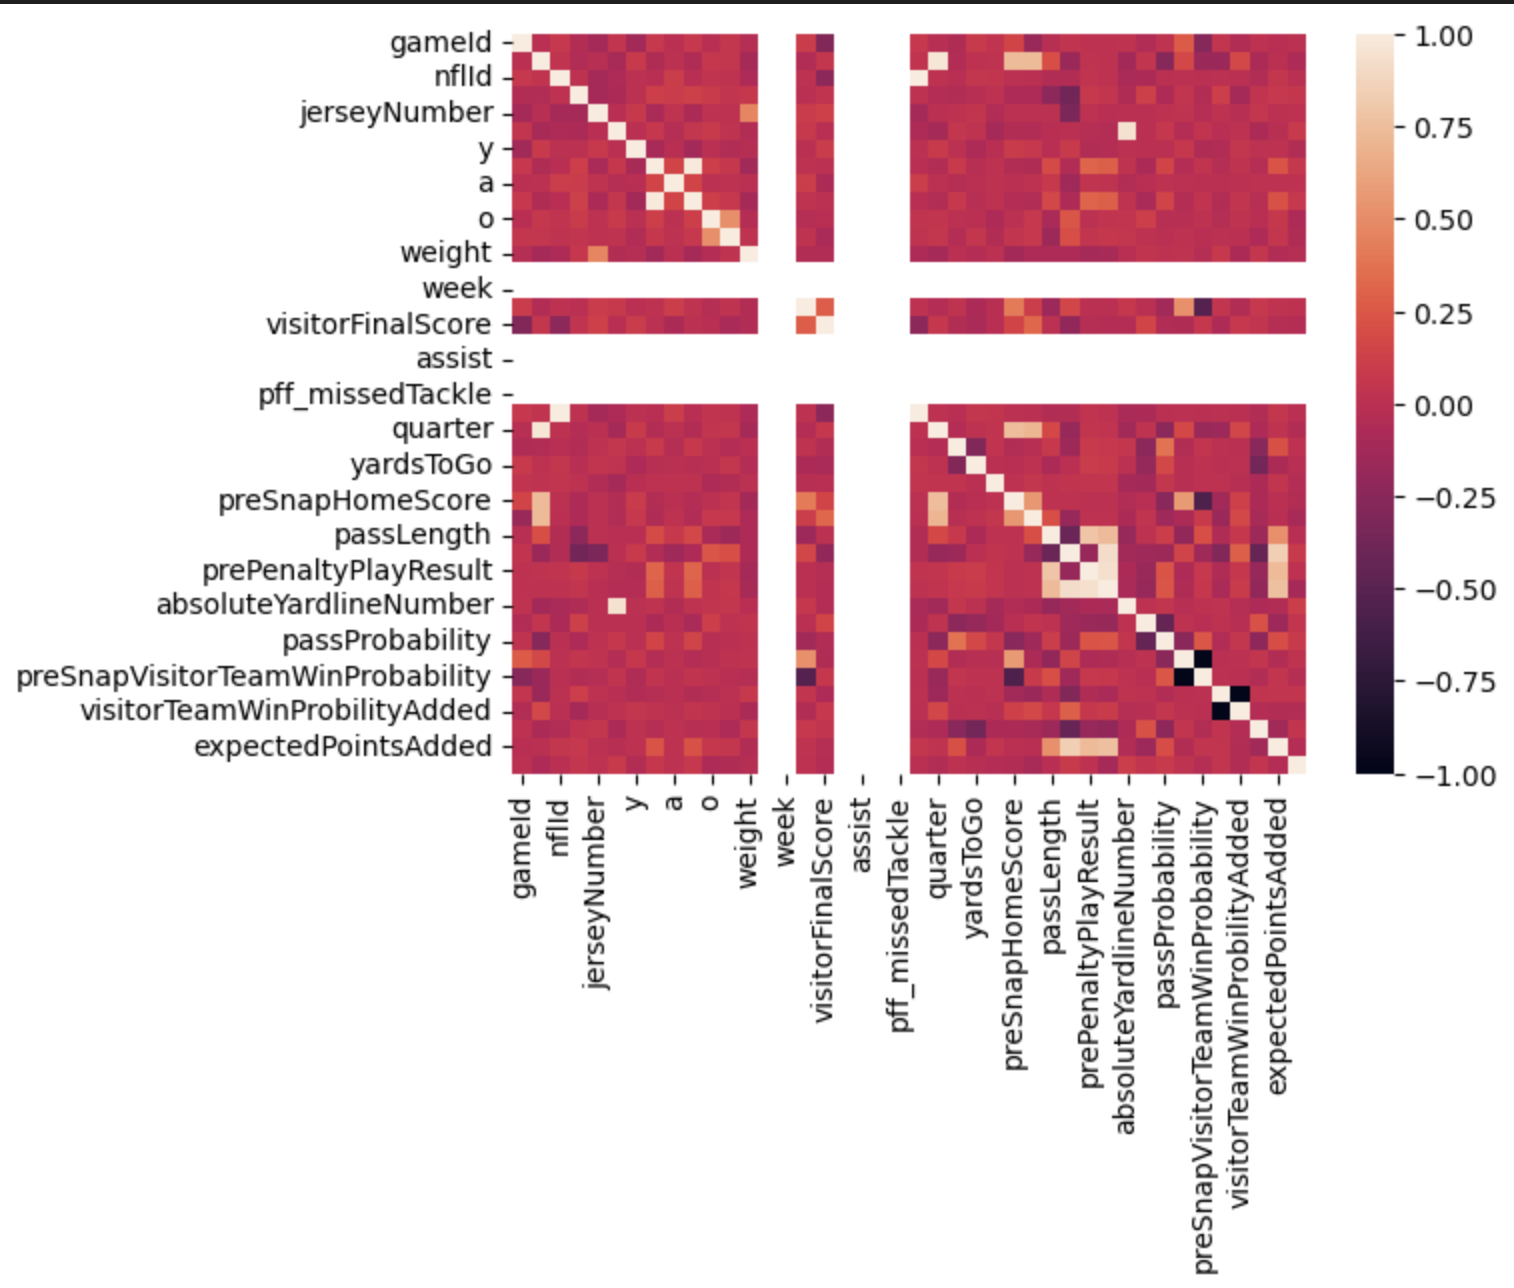 gameId
nflId
jerseyNumber
y
a
o
weight
week
visitorFinalScore
assist
pff_missedTackle
quarter
yardsToGo
preSnapHomeScore
passLength
prePenaltyPlayResult
absoluteYardlineNumber
passProbability
preSnapVisitorTeamWinProbability
visitorTeamWinProbilityAdded
expectedPointsAdded
1.00
0.75
0.50
0.25
0.00
−0.25
−0.50
−0.75
−1.00
gameId
nflId
jerseyNumber
y
a
o
weight
week
visitorFinalScore
assist
pff_missedTackle
quarter
yardsToGo
preSnapHomeScore
passLength
prePenaltyPlayResult
absoluteYardlineNumber
passProbability
preSnapVisitorTeamWinProbability
visitorTeamWinProbilityAdded
expectedPointsAdded